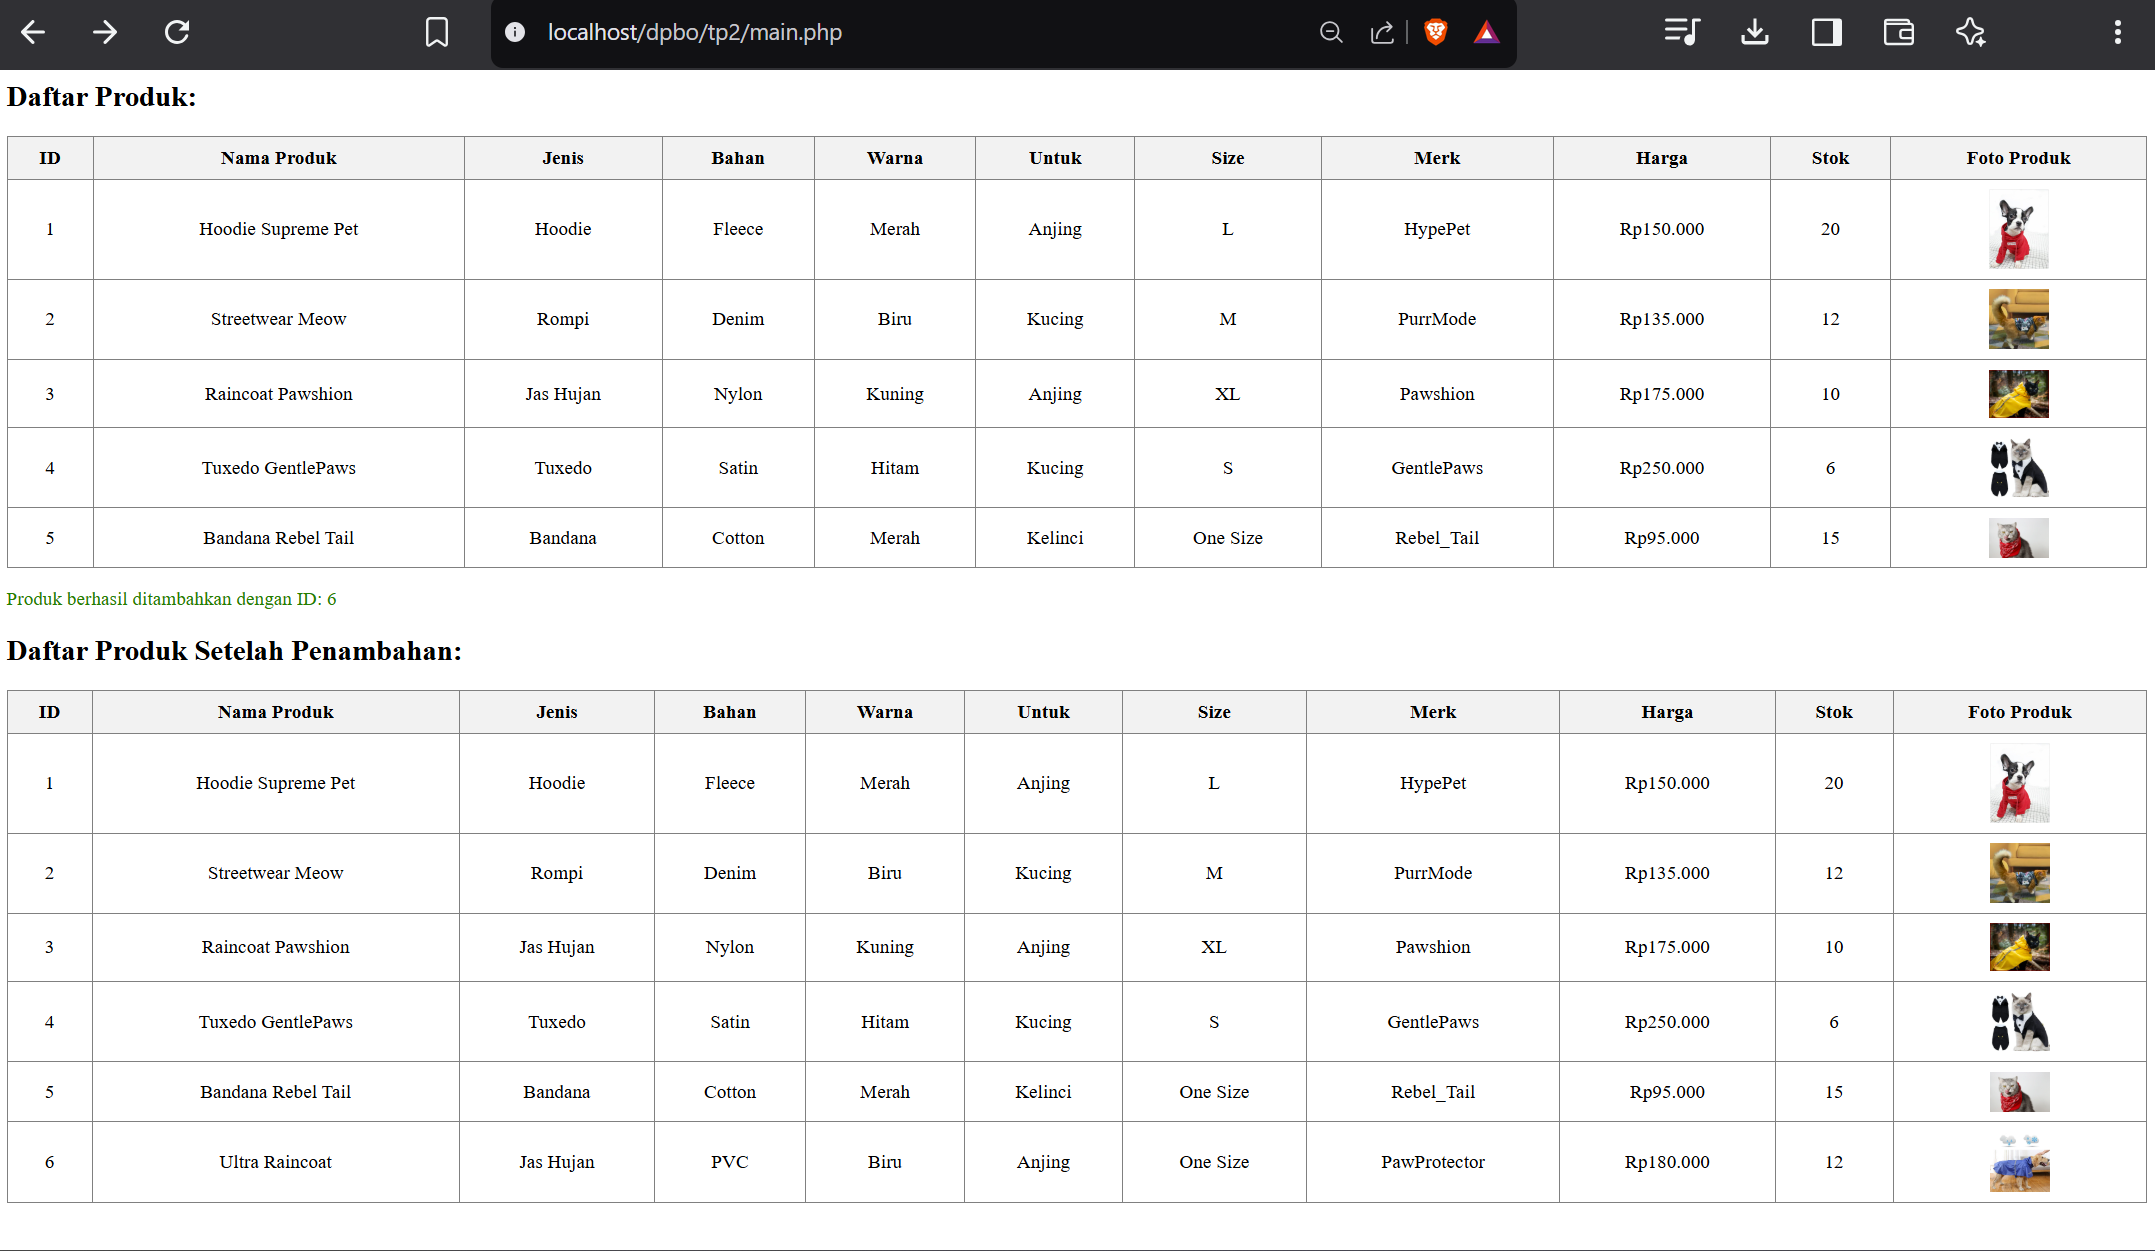 localhost/dpbo/tp2/main.php
Daftar Produk:
ID Nama Produk Jenis Bahan Warna Untuk Size Merk Harga Stok Foto Produk
1 Hoodie Supreme Pet Hoodie Fleece Merah Anjing L HypePet Rp150.000 20
2 Streetwear Meow Rompi Denim Biru Kucing M PurrMode Rp135.000 12
3 Raincoat Pawshion Jas Hujan Nylon Kuning Anjing XL Pawshion Rp175.000 10
4 Tuxedo GentlePaws Tuxedo Satin Hitam Kucing S GentlePaws Rp250.000 6
5 Bandana Rebel Tail Bandana Cotton Merah Kelinci One Size Rebel_Tail Rp95.000 15
Produk berhasil ditambahkan dengan ID: 6
Daftar Produk Setelah Penambahan:
ID Nama Produk Jenis Bahan Warna Untuk Size Merk Harga Stok Foto Produk
1 Hoodie Supreme Pet Hoodie Fleece Merah Anjing L HypePet Rp150.000 20
2 Streetwear Meow Rompi Denim Biru Kucing M PurrMode Rp135.000 12
3 Raincoat Pawshion Jas Hujan Nylon Kuning Anjing XL Pawshion Rp175.000 10
4 Tuxedo GentlePaws Tuxedo Satin Hitam Kucing S GentlePaws Rp250.000 6
5 Bandana Rebel Tail Bandana Cotton Merah Kelinci One Size Rebel_Tail Rp95.000 15
6 Ultra Raincoat Jas Hujan PVC Biru Anjing One Size PawProtector Rp180.000 12